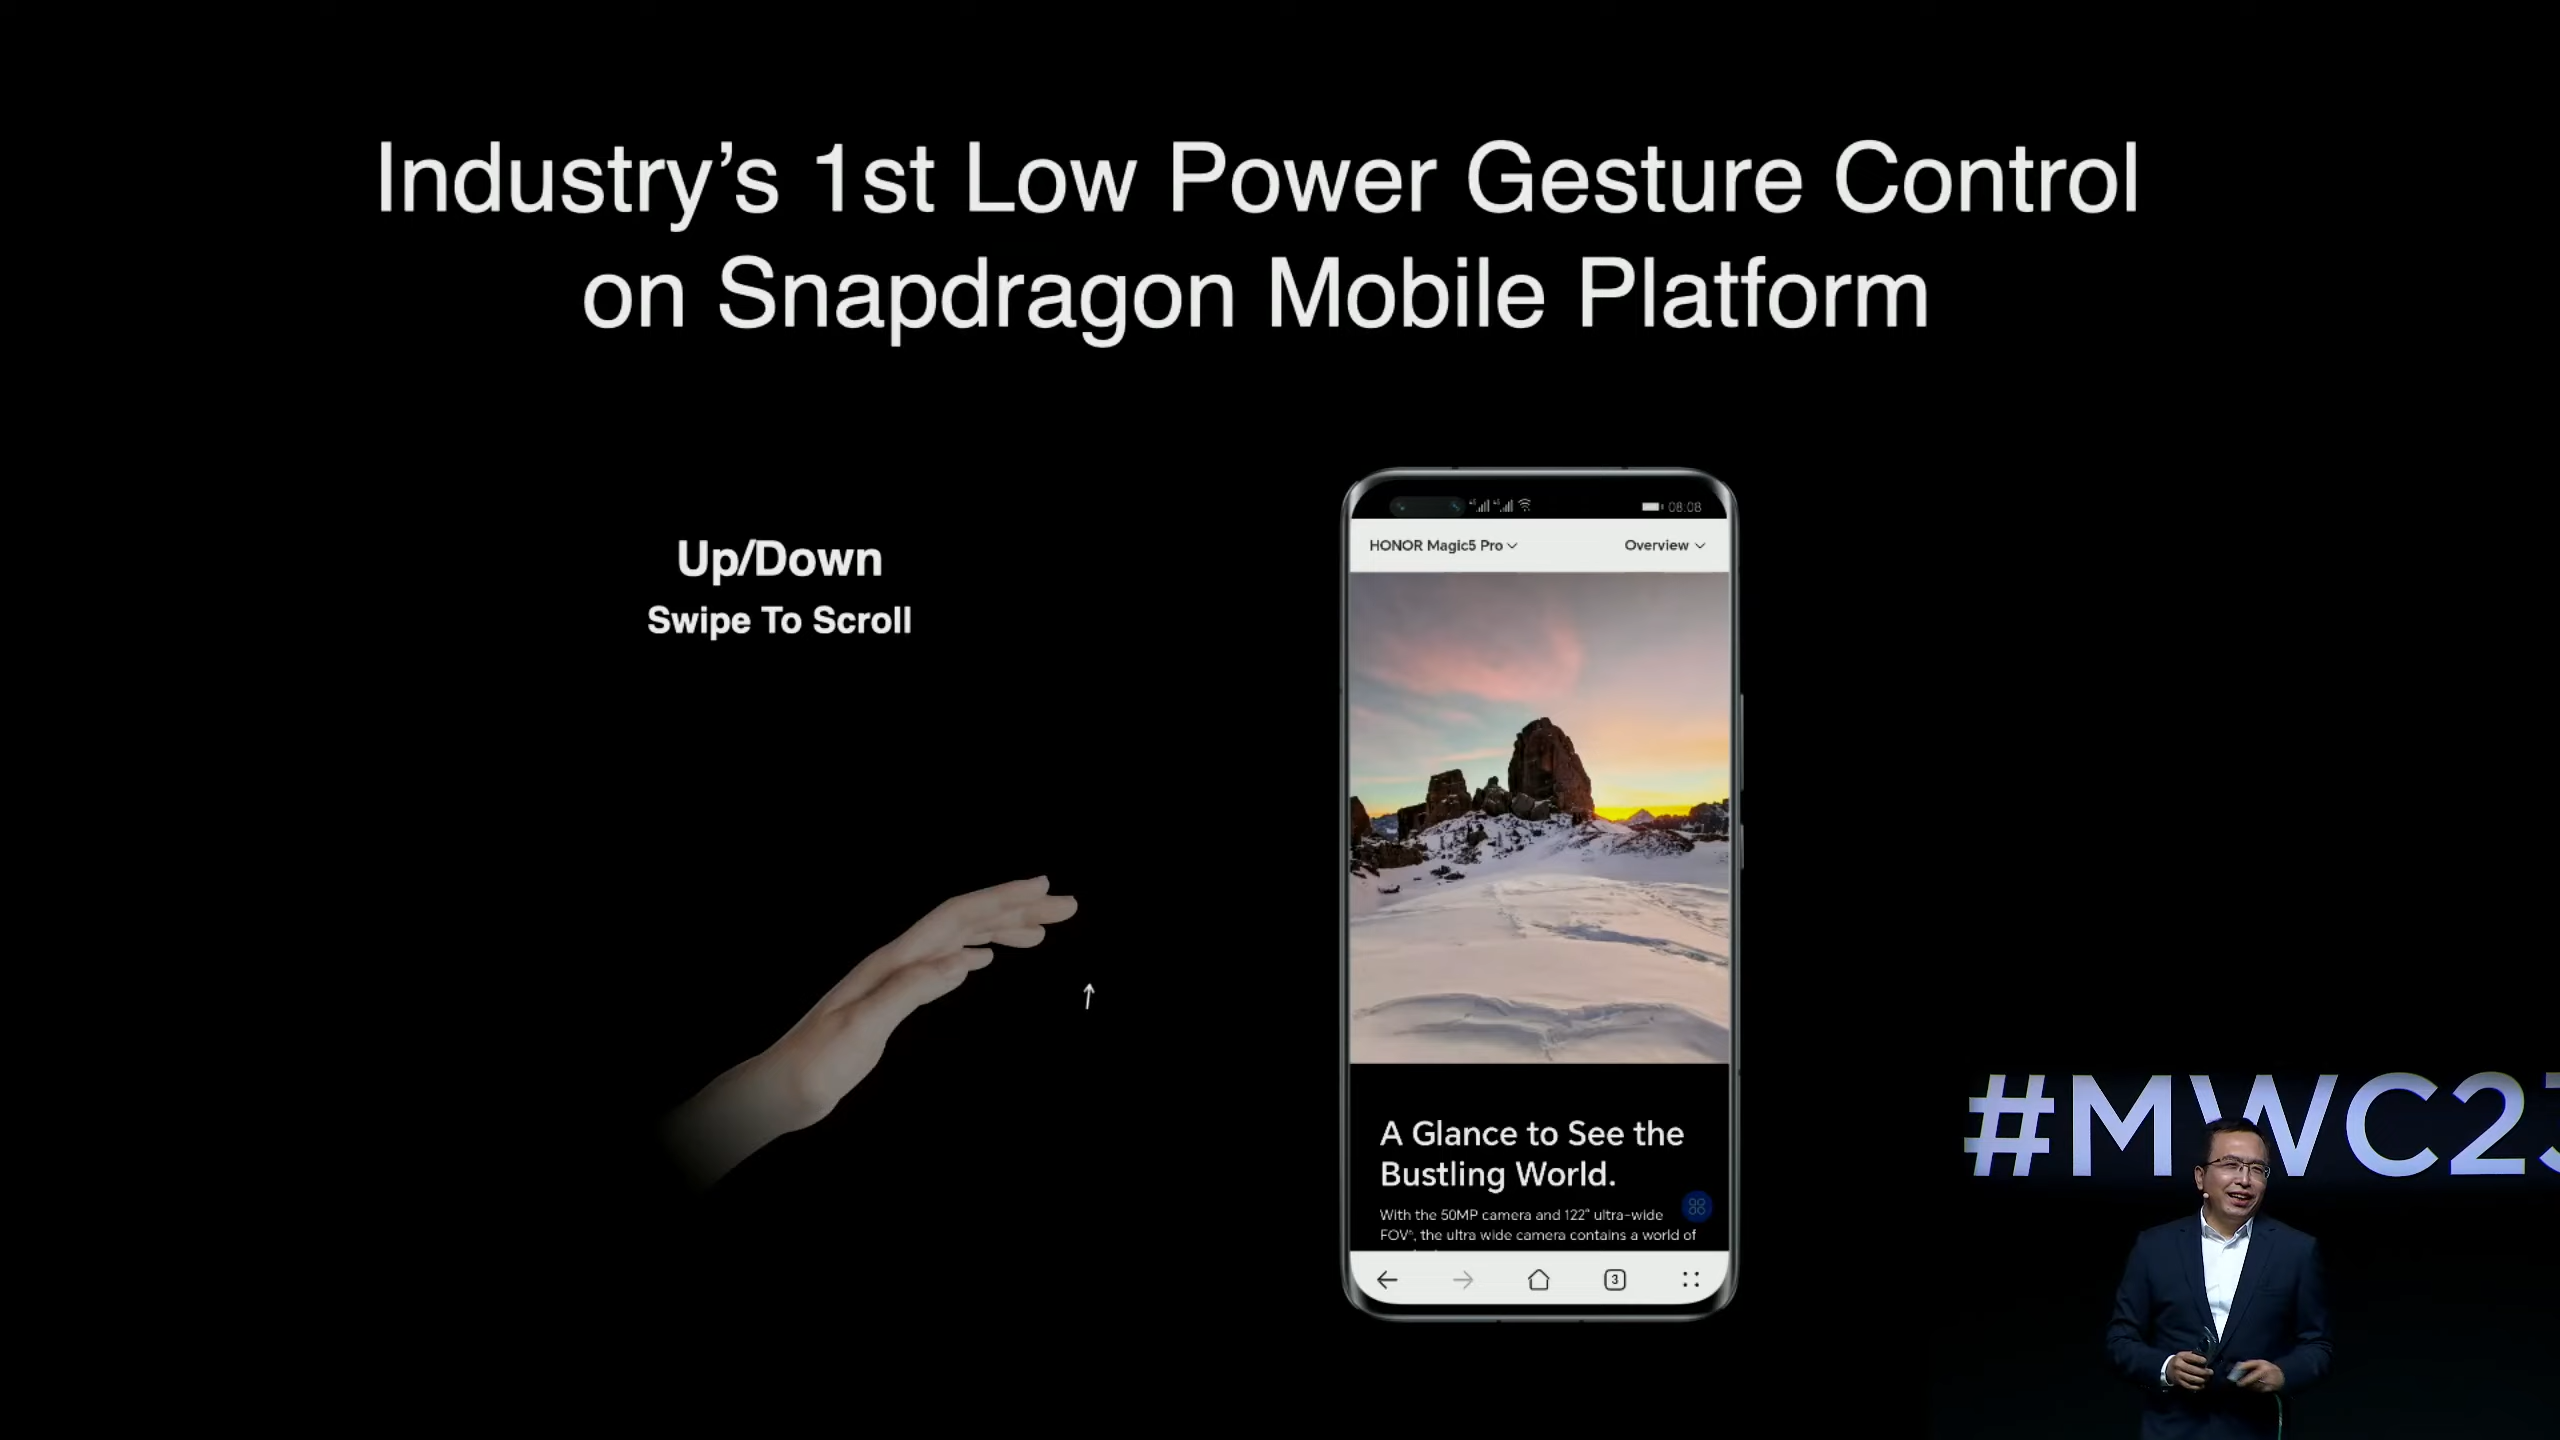 Industry’s 1st Low Power Gesture Control
on Snapdragon Mobile Platform
Up/Down
Swipe To Scroll
08:08
HONOR Magic5 Pro
Overview
A Glance to See the
Bustling World.
With the 50MP camera and 122° ultra-wide
FOV⁶, the ultra wide camera contains a world of
3
#MWC23